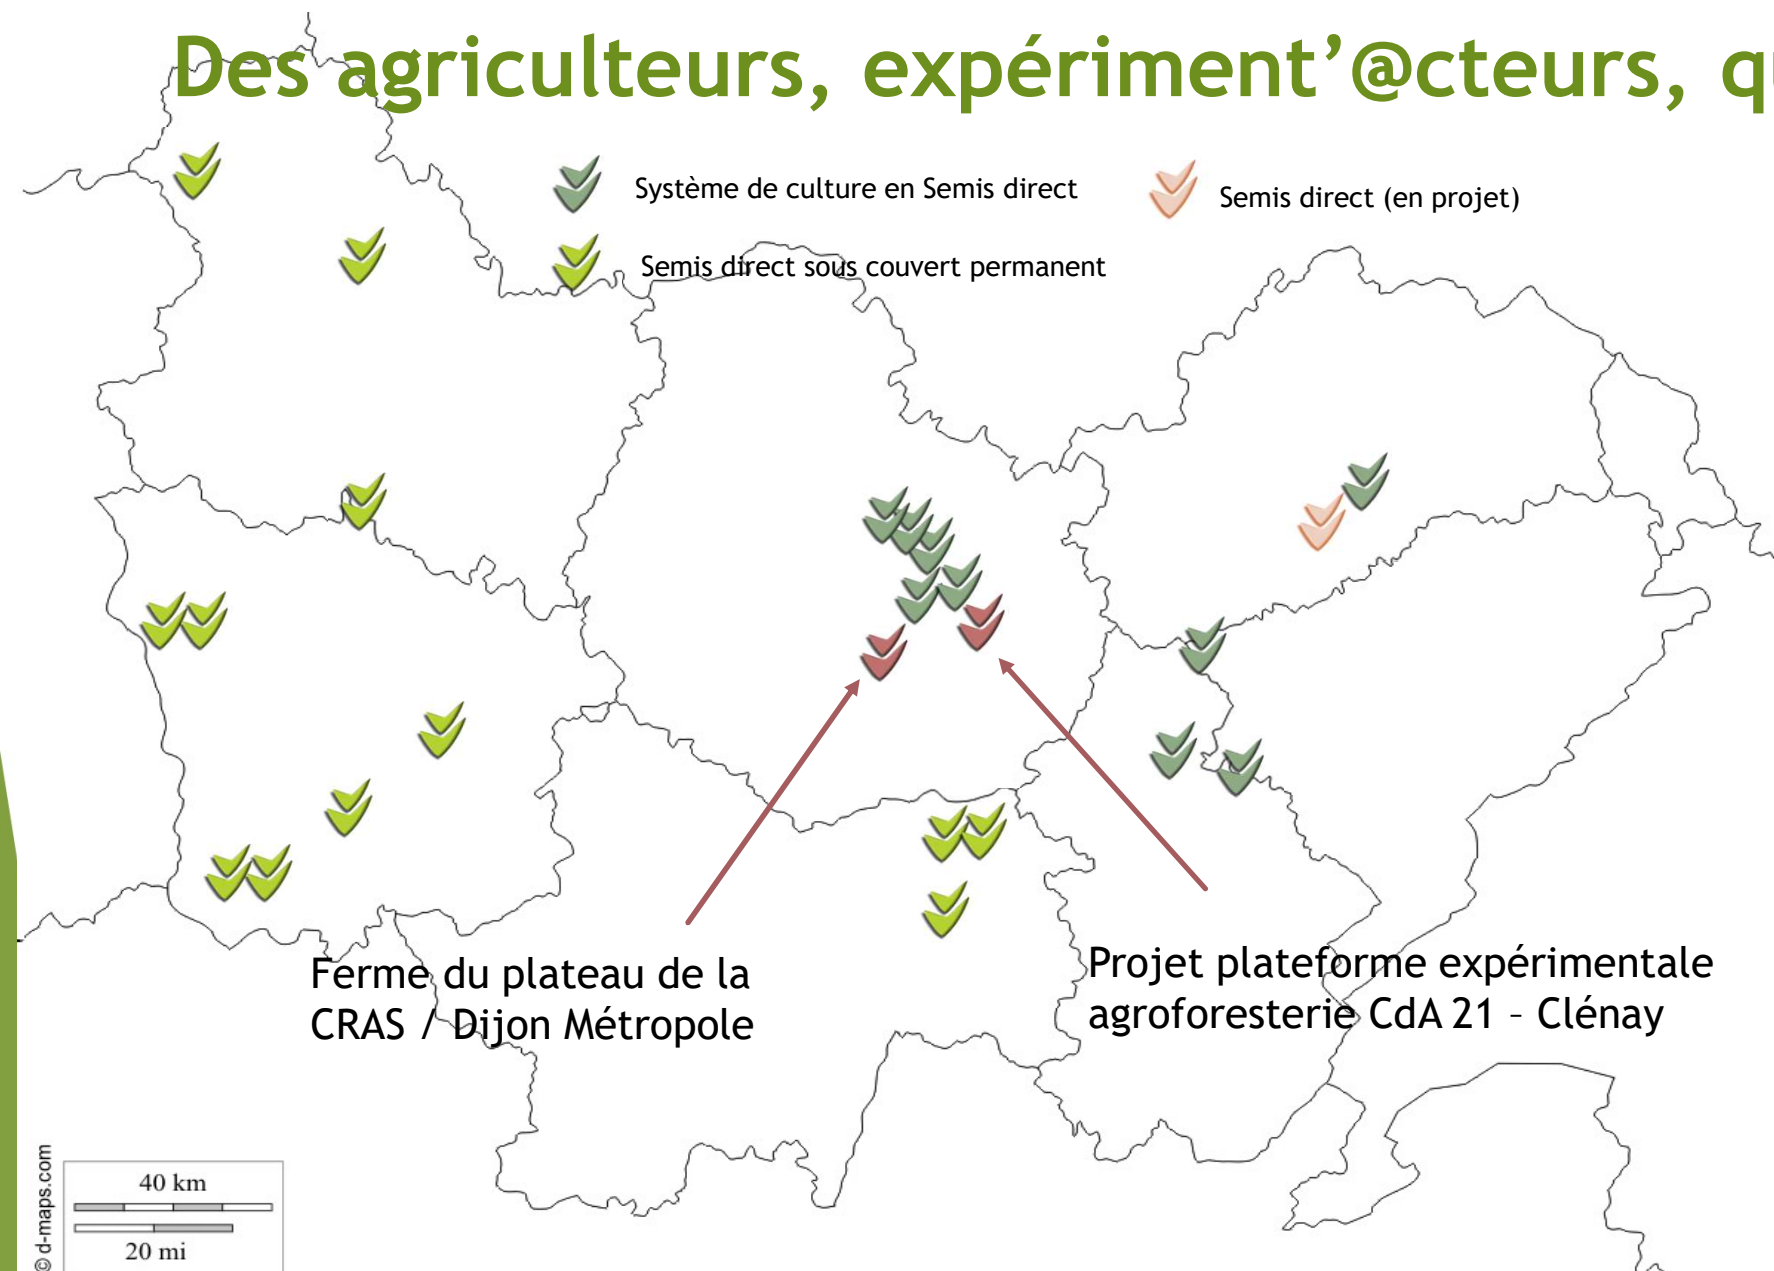 Des agriculteurs, expériment’@cteurs, qu
Système de culture en Semis direct
Semis direct (en projet)
Semis direct sous couvert permanent
Ferme du plateau de la
CRAS / Dijon Métropole
Projet plateforme expérimentale
agroforesterie CdA 21 – Clénay
40 km
20 mi
© d-maps.com